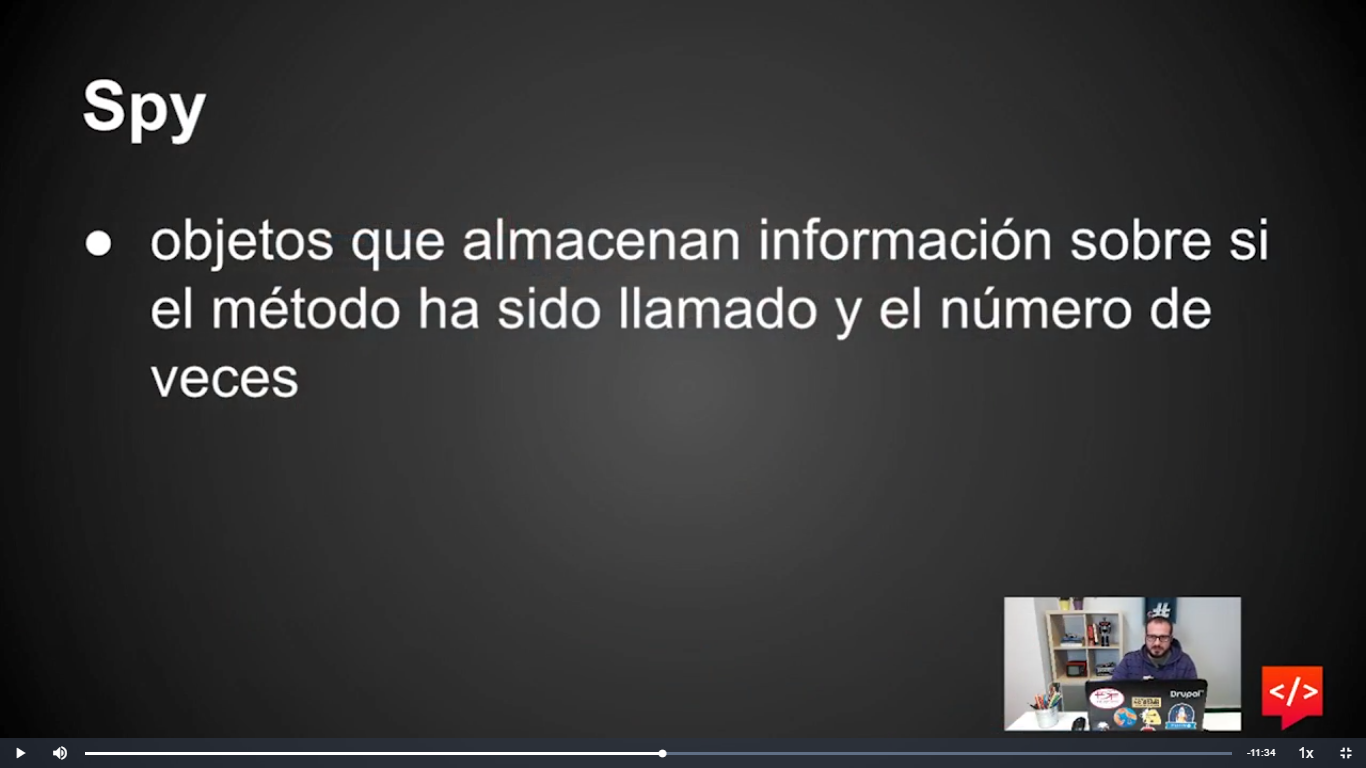 Spy
● objetos que almacenan información sobre si
el método ha sido llamado y el número de
veces
Drupal
</>
-11:34
1x